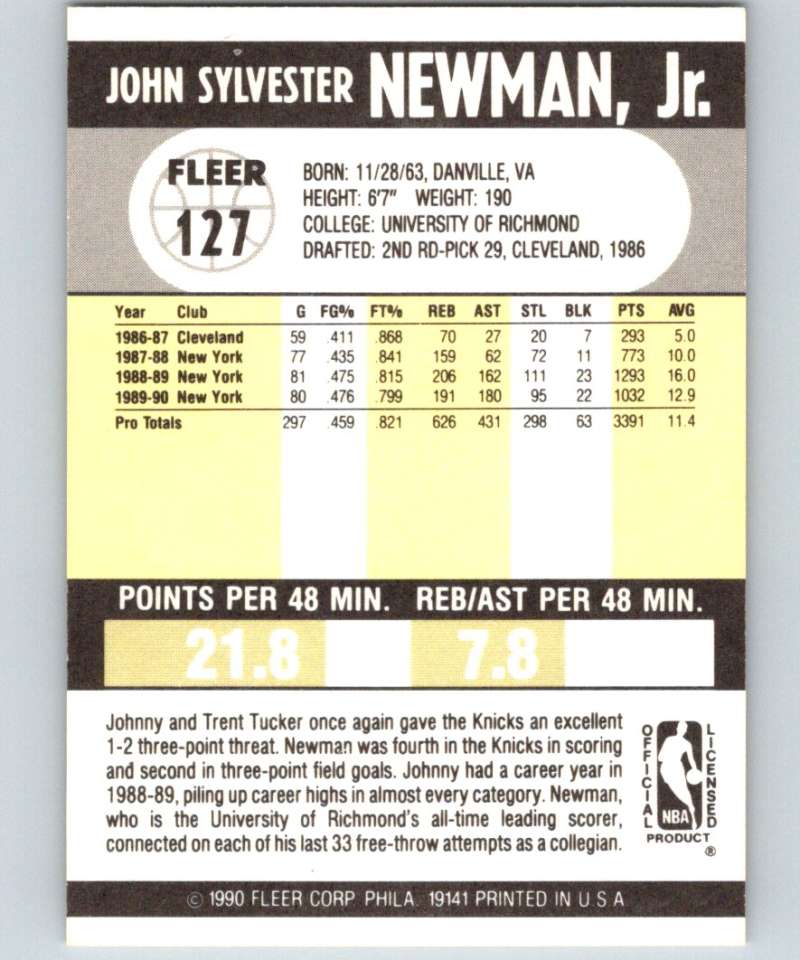 JOHN SYLVESTER NEWMAN, Jr.
FLEER
127
BORN: 11/28/63, DANVILLE, VA
HEIGHT: 6'7" WEIGHT: 190
COLLEGE: UNIVERSITY OF RICHMOND
DRAFTED: 2ND RD-PICK 29, CLEVELAND, 1986
Year Club G FG% FT% REB AST STL BLK PTS AVG
1986-87 Cleveland 59 .411 .868 70 27 20 7 293 5.0
1987-88 New York 77 .435 .841 159 62 72 11 773 10.0
1988-89 New York 81 .475 .815 206 162 111 23 1293 16.0
1989-90 New York 80 .476 .799 191 180 95 22 1032 12.9
Pro Totals 297 .459 .821 626 431 298 63 3391 11.4
POINTS PER 48 MIN. REB/AST PER 48 MIN.
21.8 7.8
Johnny and Trent Tucker once again gave the Knicks an excellent
1-2 three-point threat. Newman was fourth in the Knicks in scoring
and second in three-point field goals. Johnny had a career year in
1988-89, piling up career highs in almost every category. Newman,
who is the University of Richmond's all-time leading scorer,
connected on each of his last 33 free-throw attempts as a collegian.
OFFICIAL
LICENSED
NBA
PRODUCT
®
© 1990 FLEER CORP. PHILA. 19141 PRINTED IN U S A